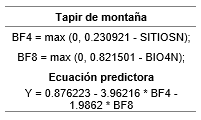 Tapir de montaña
BF4 = max (0, 0.230921 - SITIOSN);
BF8 = max (0, 0.821501 - BIO4N);
Ecuación predictora
Y = 0.876223 - 3.96216 * BF4 -
1.9862 * BF8